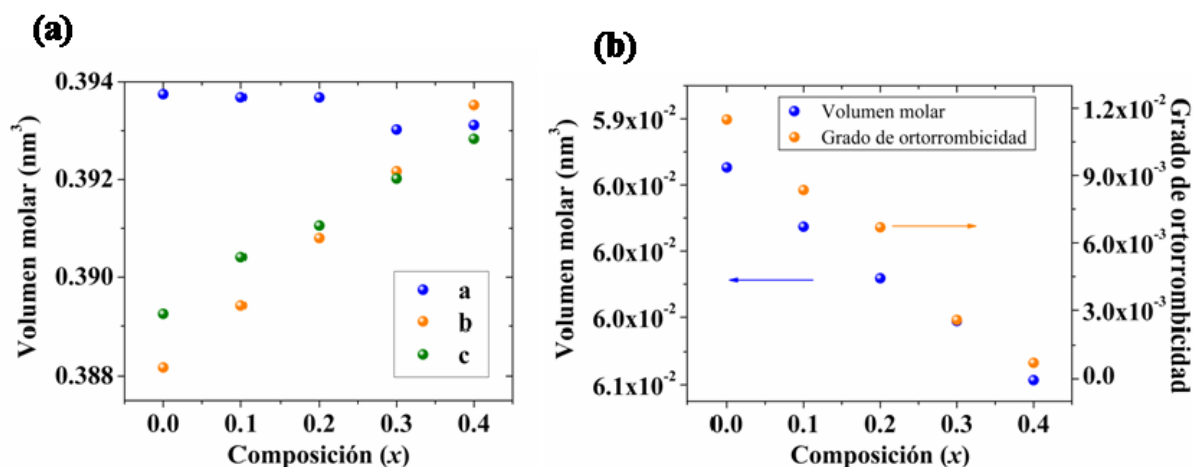 (a)
Volumen molar (nm³)
0.394
0.392
0.390
0.388
a
b
c
0.0 0.1 0.2 0.3 0.4
Composición (x)
(b)
Volumen molar (nm³)
5.9x10⁻²
6.0x10⁻²
6.0x10⁻²
6.0x10⁻²
6.1x10⁻²
Volumen molar
Grado de ortorrombicidad
1.2x10⁻²
9.0x10⁻³
6.0x10⁻³
3.0x10⁻³
0.0
Grado de ortorrombicidad
0.0 0.1 0.2 0.3 0.4
Composición (x)